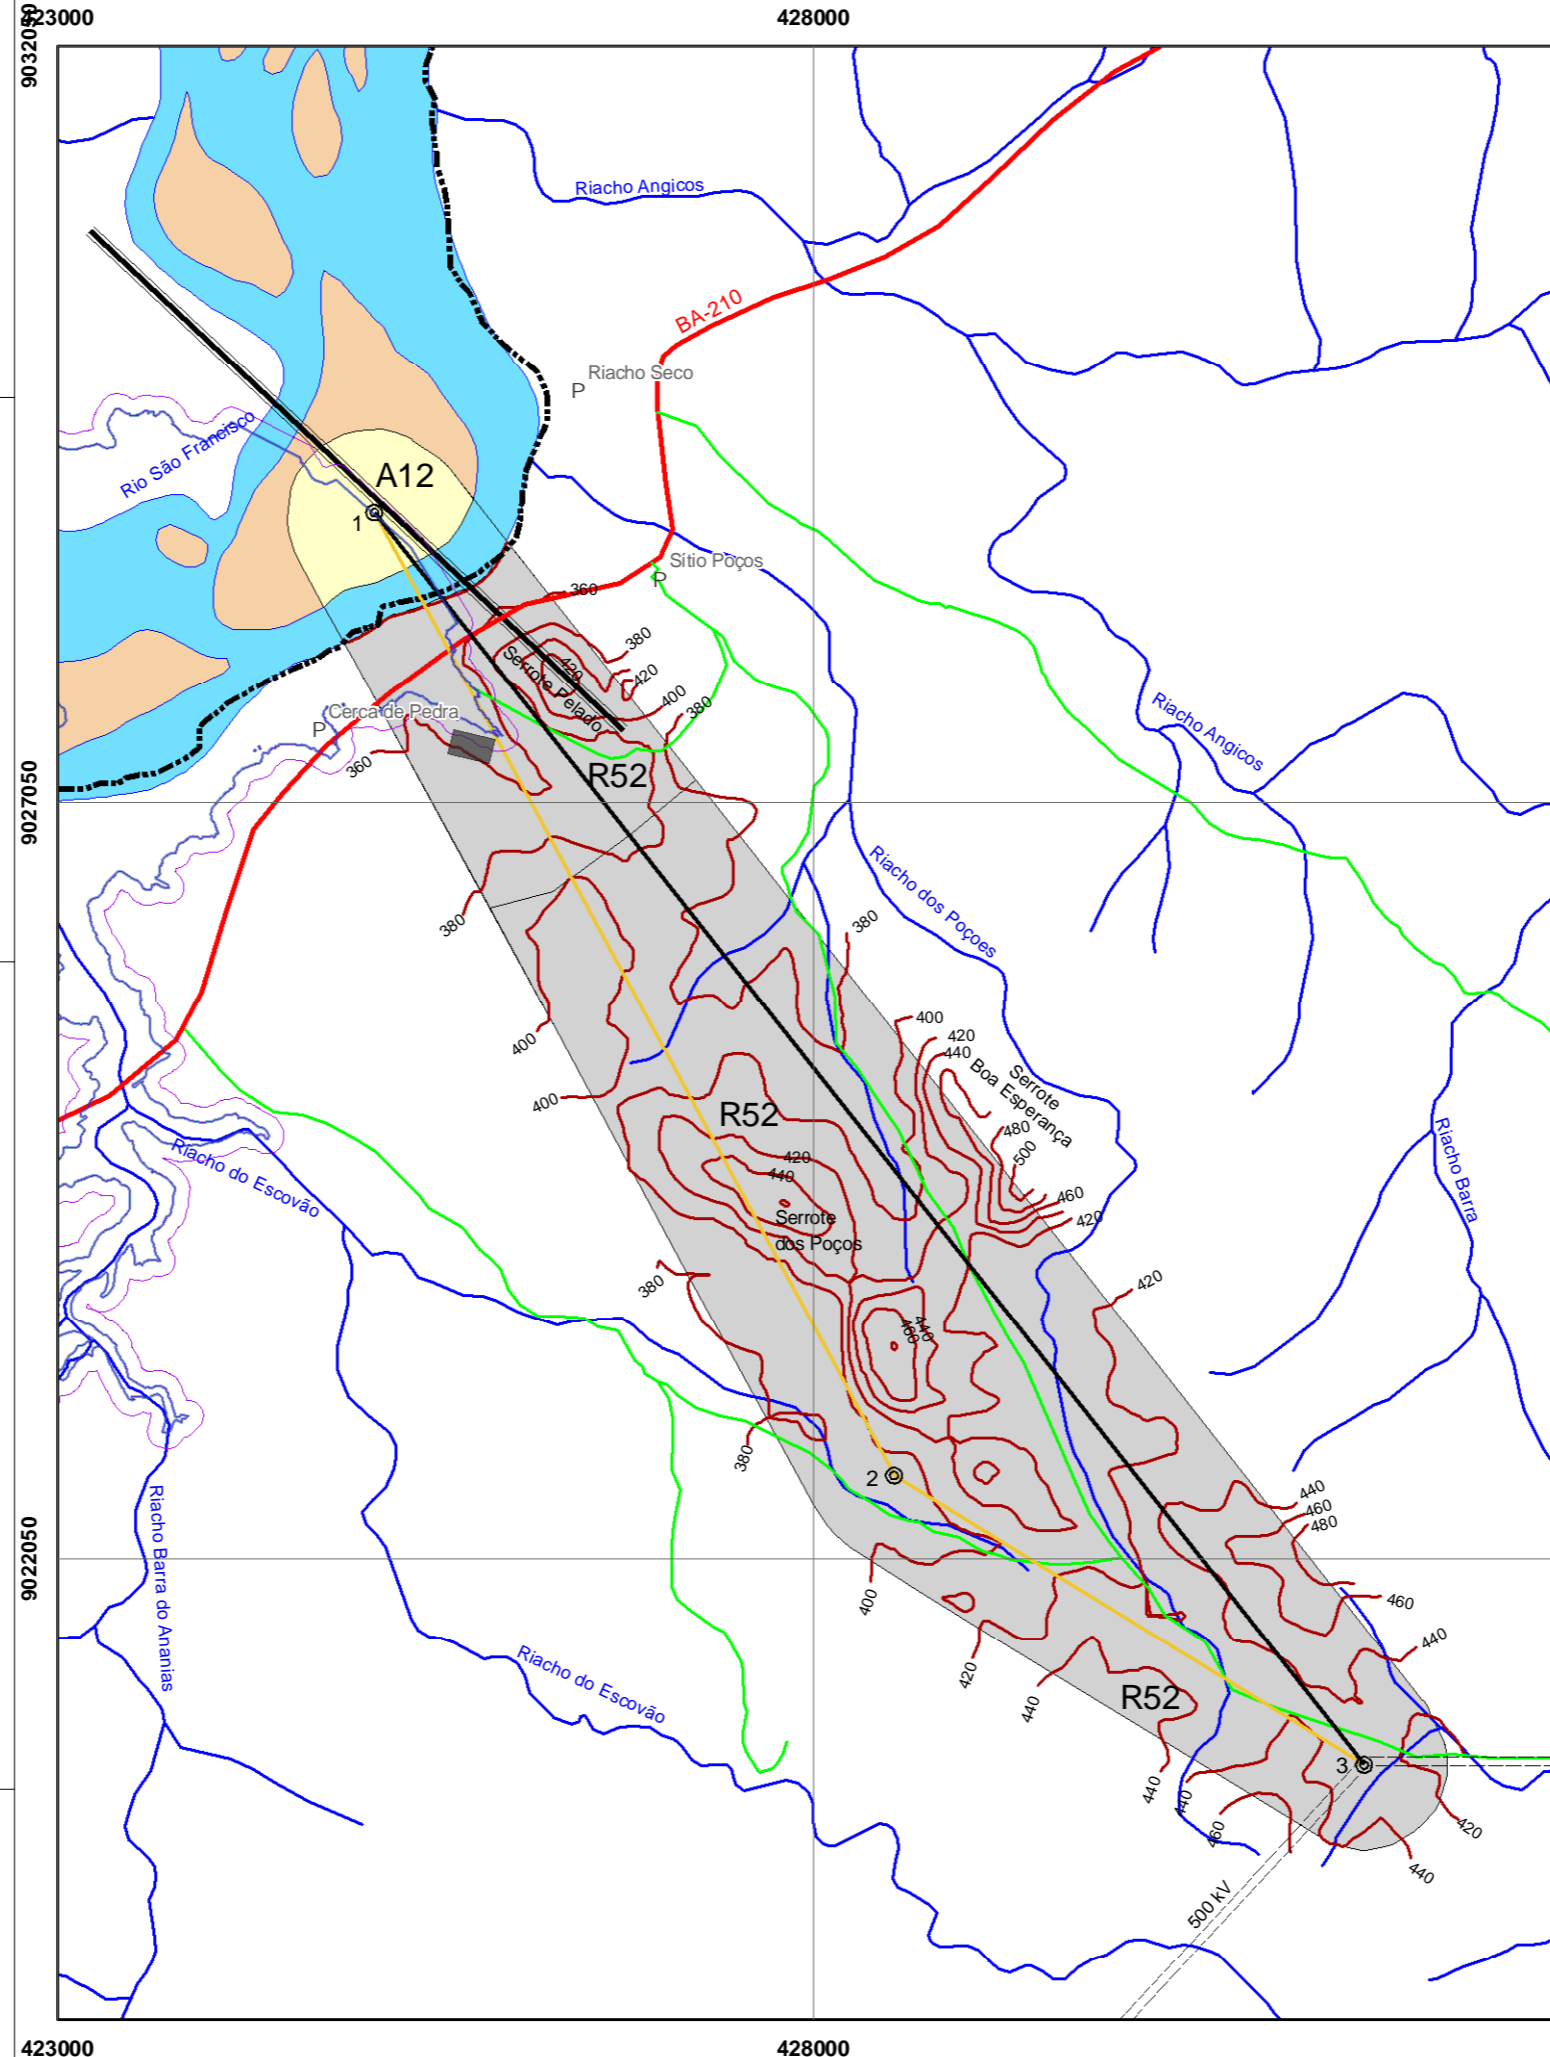 423000
428000
9032050
Riacho Angicos
BA-210
Riacho Seco
P
Rio São Francisco
A12
1
Sítio Poços
P
360
380
420
420
Serrote Pelado
400
380
Cerca de Pedra
P
360
R52
9027050
Riacho Angicos
Riacho dos Poçoes
380
380
400
400
420
440
Serrote
Boa Esperança
400
R52
480
500
420
440
460
420
Riacho Barra
Riacho do Escovão
Serrote
dos Poços
380
420
460
440
380
2
440
460
480
9022050
Riacho Barra do Ananias
400
460
440
420
Riacho do Escovão
440
R52
3
440
440
460
420
440
500 kV
423000
428000